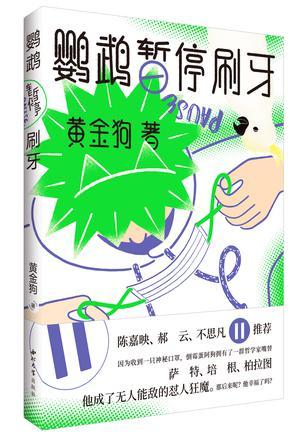 鹦鹉暂停刷牙
PAUSE
黄金狗 著
陈嘉映、郝 云、不思凡 推荐
因为收到一只神秘口罩，倒霉蛋阿狗拥有了一群哲学家嘴替
萨 特、培 根、柏拉图
他成了无人能敌的怼人狂魔。那后来呢？他幸福了吗？
鹦鹉
暂停
PAUSE
刷牙
黄金狗 著